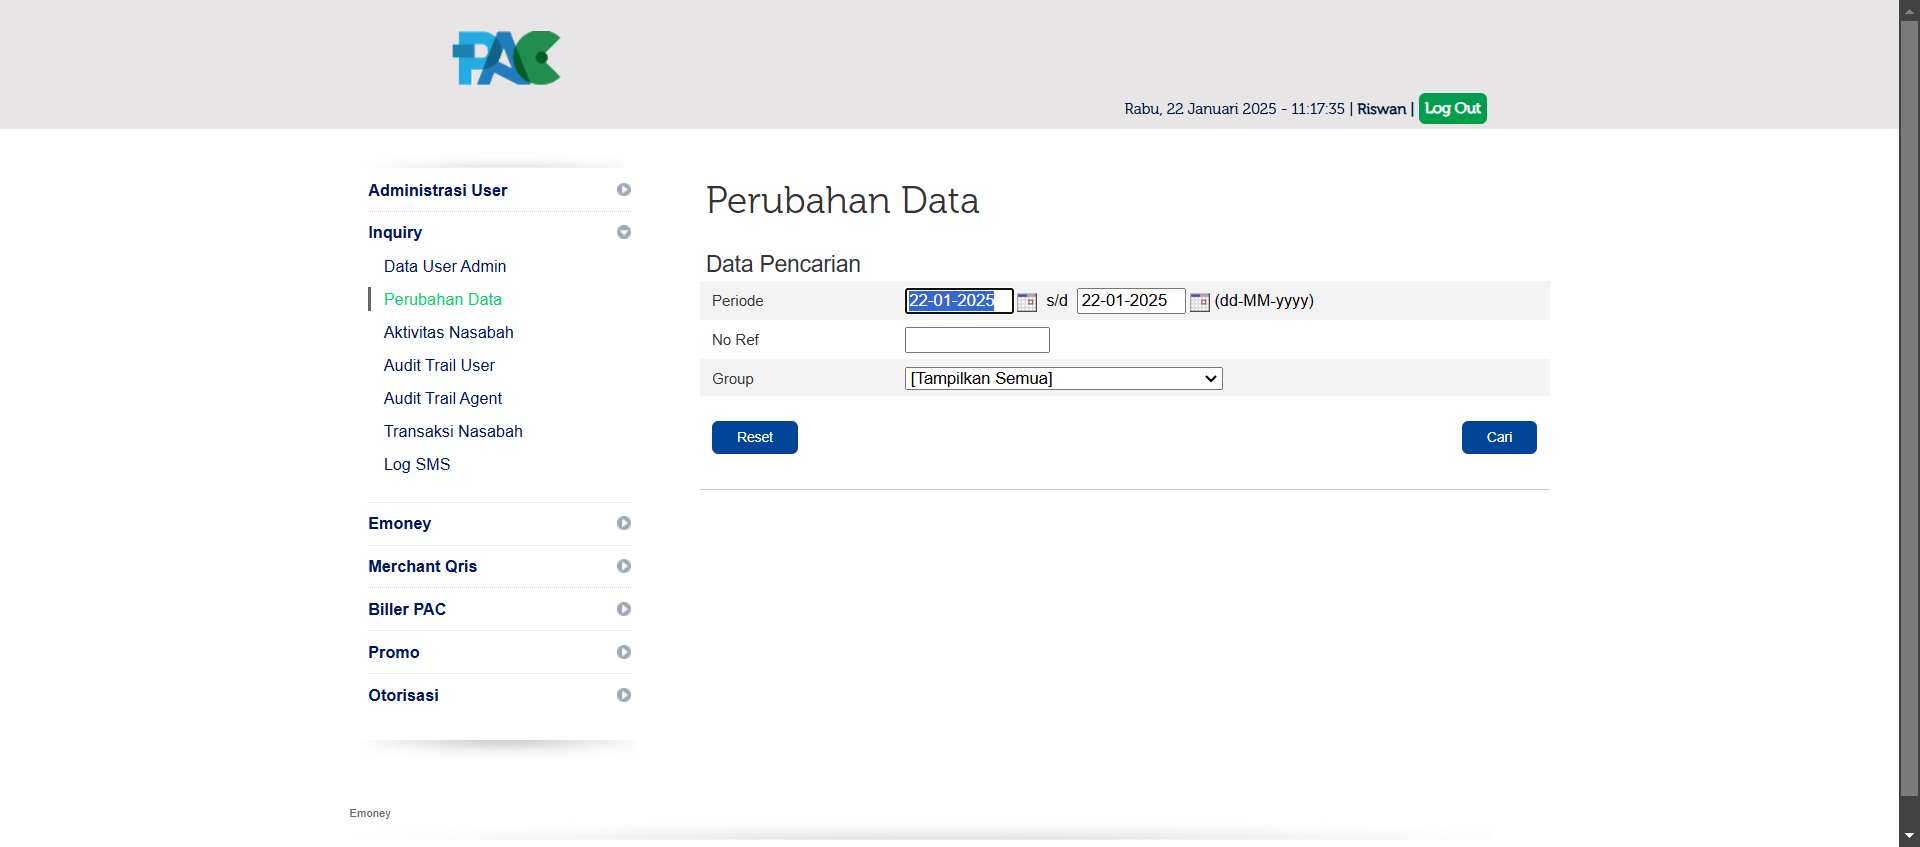 PAC
Rabu, 22 Januari 2025 - 11:17:35 | Riswan | Log Out
Administrasi User
Inquiry
Data User Admin
Perubahan Data
Aktivitas Nasabah
Audit Trail User
Audit Trail Agent
Transaksi Nasabah
Log SMS
Emoney
Merchant Qris
Biller PAC
Promo
Otorisasi
Perubahan Data
Data Pencarian
Periode 22-01-2025 s/d 22-01-2025 (dd-MM-yyyy)
No Ref
Group [Tampilkan Semua]
Reset Cari
Emoney